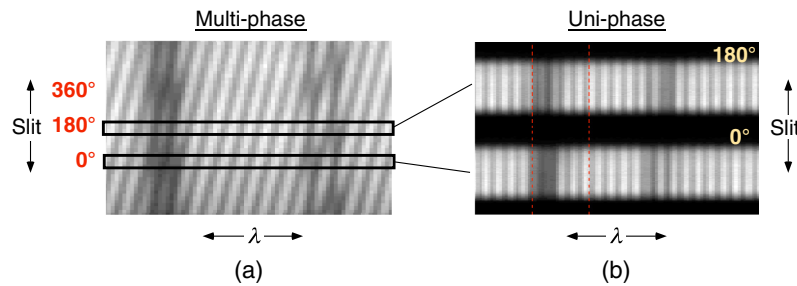 Multi-phase
Uni-phase
360°
180°
0°
Slit
λ
(a)
180°
0°
Slit
λ
(b)